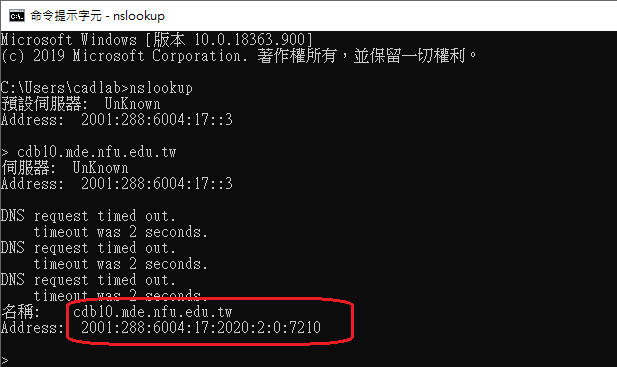 命令提示字元 - nslookup
Microsoft Windows [版本 10.0.18363.900]
(c) 2019 Microsoft Corporation. 著作權所有，並保留一切權利。
C:\Users\cadlab>nslookup
預設伺服器:  UnKnown
Address:  2001:288:6004:17::3
> cdb10.mde.nfu.edu.tw
伺服器:  UnKnown
Address:  2001:288:6004:17::3
DNS request timed out.
    timeout was 2 seconds.
DNS request timed out.
    timeout was 2 seconds.
DNS request timed out.
    timeout was 2 seconds.
名稱:    cdb10.mde.nfu.edu.tw
Address:  2001:288:6004:17:2020:2:0:7210
>